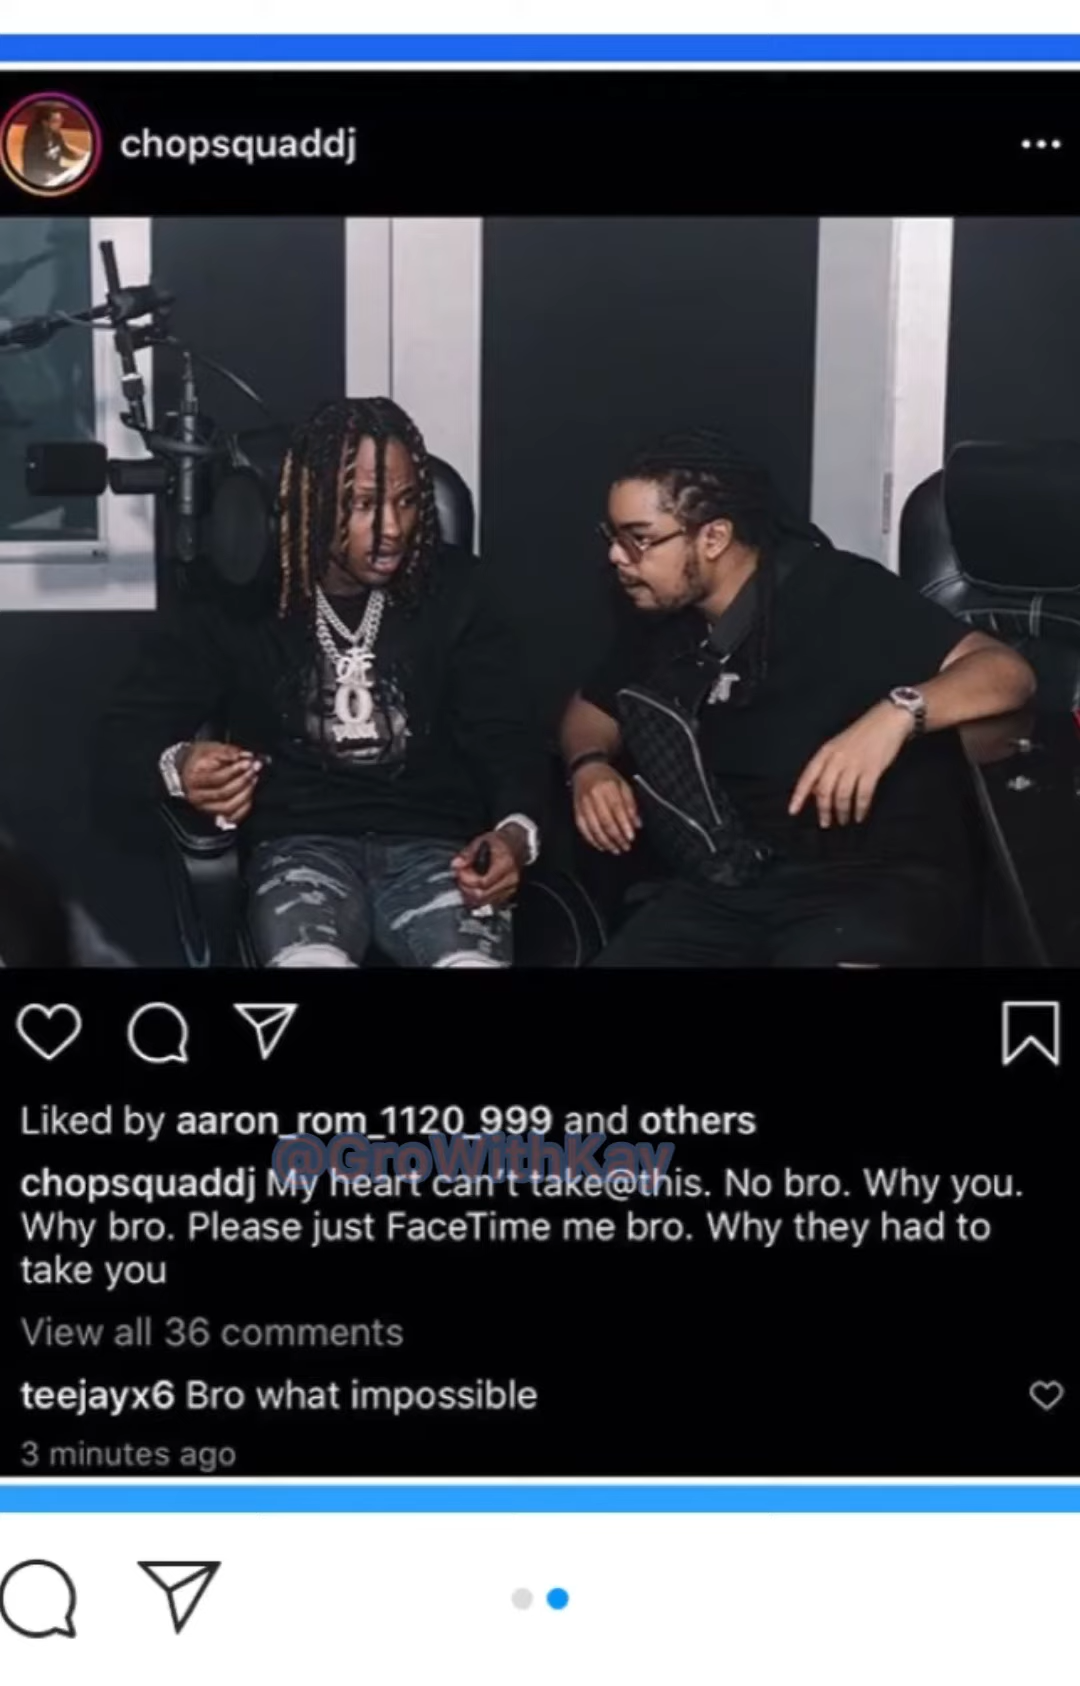 chopsquaddj
Liked by aaron_rom_1120_999 and others
@GroWithKay
chopsquaddj My heart can't take@this. No bro. Why you.
Why bro. Please just FaceTime me bro. Why they had to
take you
View all 36 comments
teejayx6 Bro what impossible
3 minutes ago